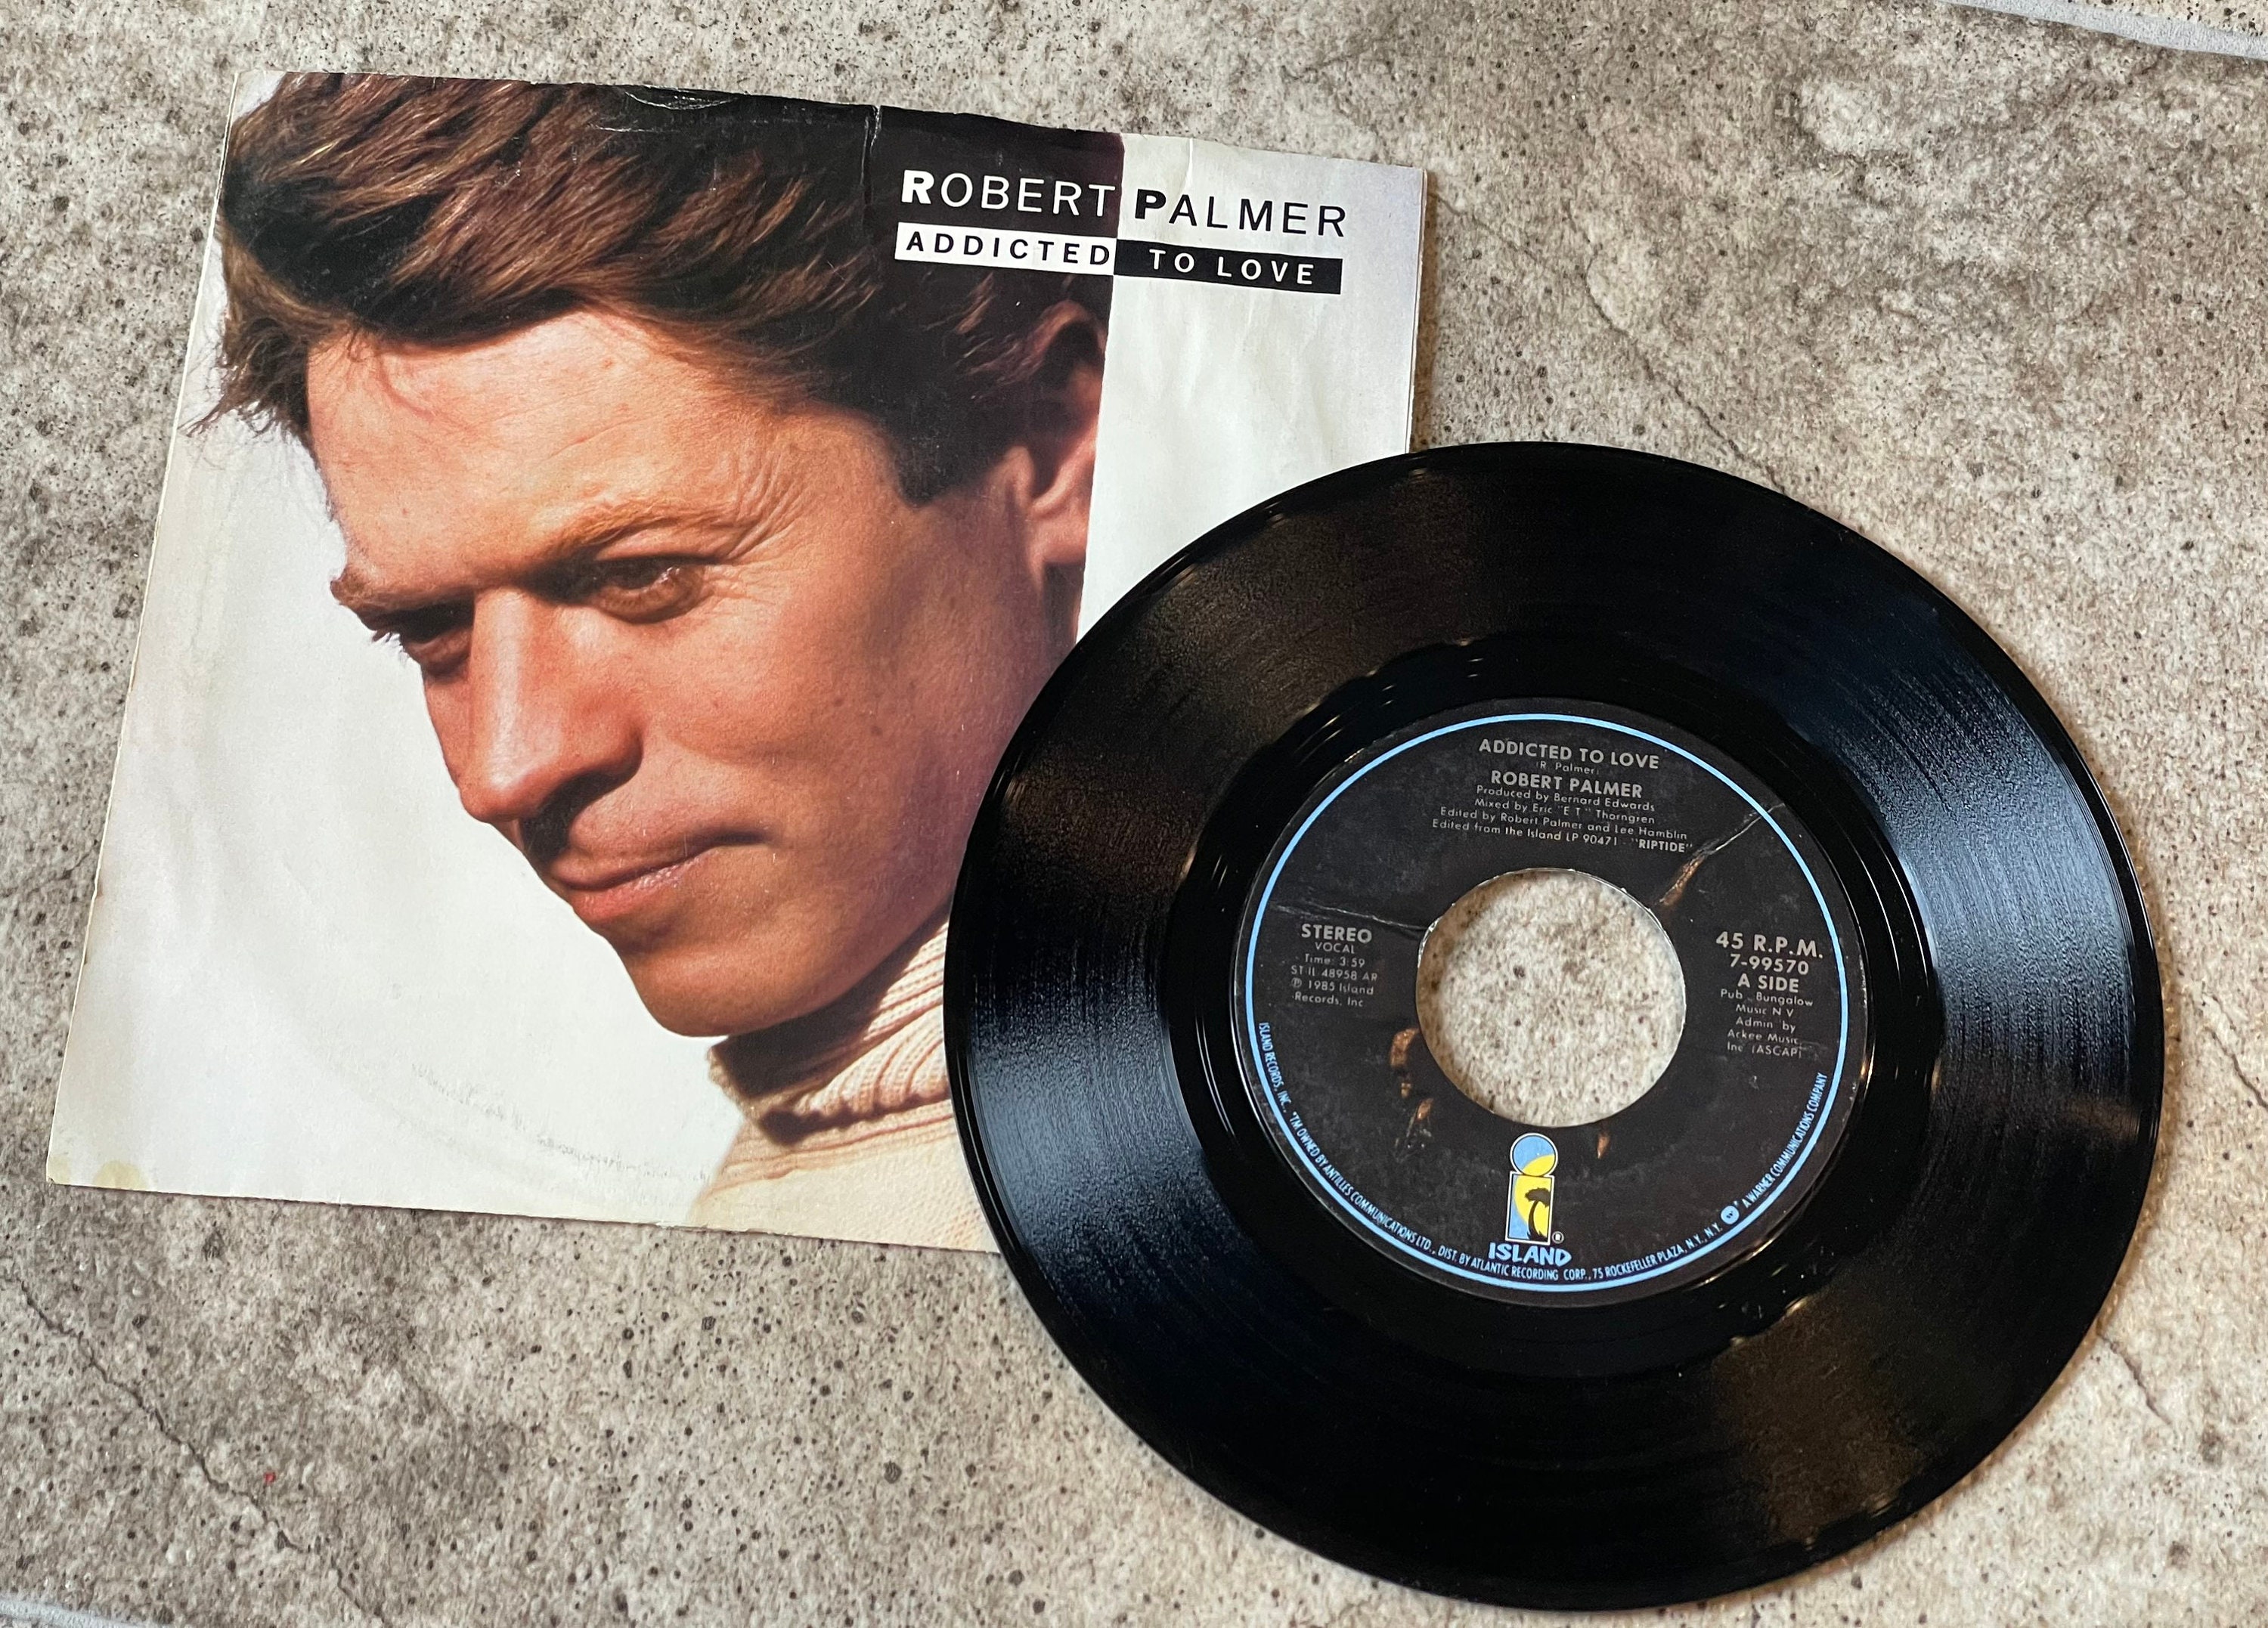 ROBERT PALMER
ADDICTED TO LOVE
ADDICTED TO LOVE
(R. Palmer)
ROBERT PALMER
Produced by Bernard Edwards
Mixed by Eric "E T" Thorngren
Edited by Robert Palmer and Lee Hamblin
Edited from the Island LP 90471 - "RIPTIDE"
STEREO
VOCAL
Time: 3:59
ST-IL-48958-AR
℗ 1985 Island
Records, Inc
45 R.P.M.
7-99570
A SIDE
Pub., Bungalow
Music N V
Admin by
Ackee Music,
Inc (ASCAP)
ISLAND ®
ISLAND RECORDS, INC., *TM OWNED BY ANTILLES COMMUNICATIONS LTD., DIST. BY ATLANTIC RECORDING CORP., 75 ROCKEFELLER PLAZA, N.Y., N.Y. A WARNER COMMUNICATIONS COMPANY